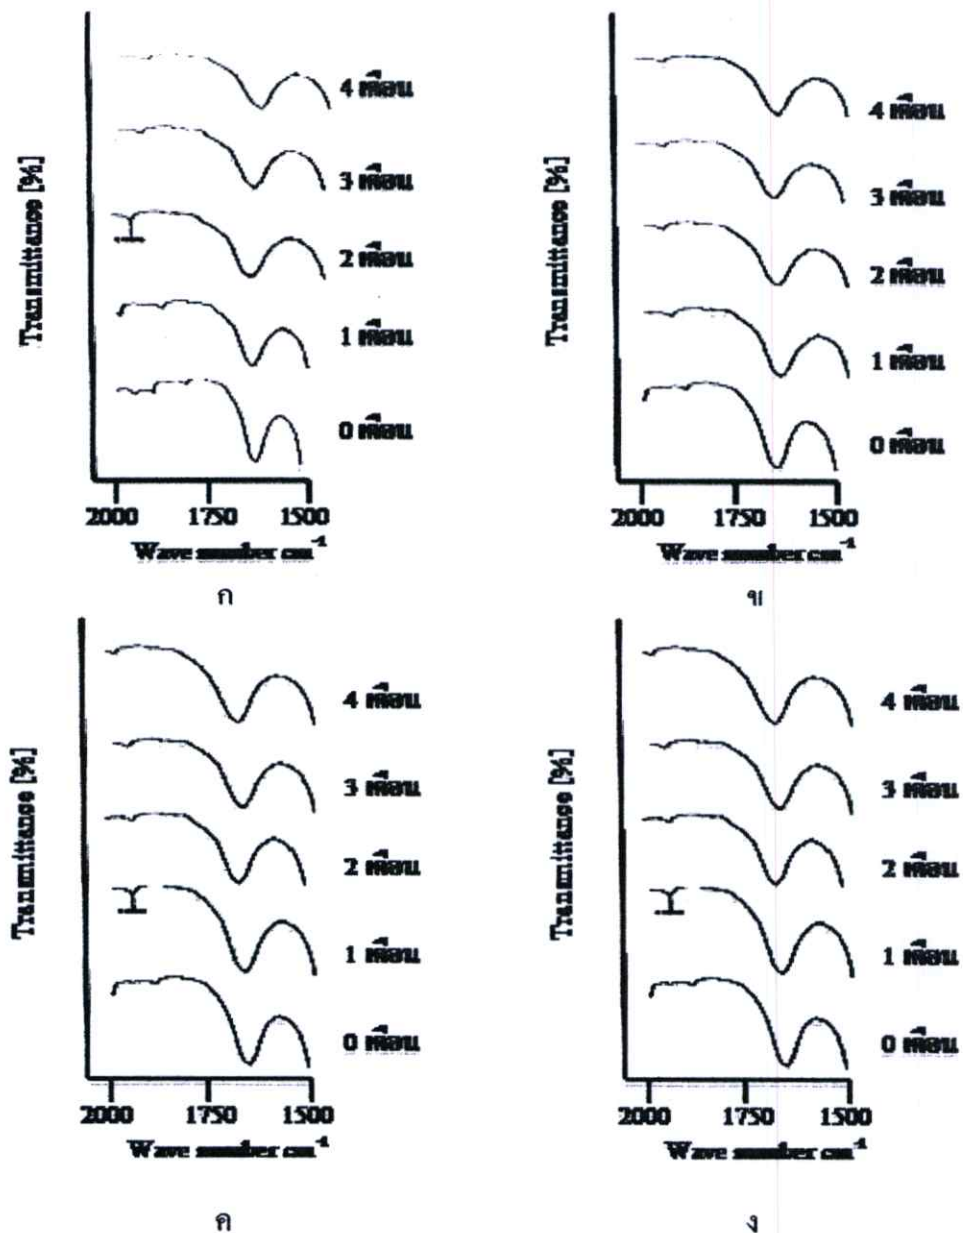 Transmittance [%]
4 เดือน
3 เดือน
2 เดือน
1 เดือน
0 เดือน
2000 1750 1500
Wave number cm-1
ก
Transmittance [%]
4 เดือน
3 เดือน
2 เดือน
1 เดือน
0 เดือน
2000 1750 1500
Wave number cm-1
ข
Transmittance [%]
4 เดือน
3 เดือน
2 เดือน
1 เดือน
0 เดือน
2000 1750 1500
Wave number cm-1
ค
Transmittance [%]
4 เดือน
3 เดือน
2 เดือน
1 เดือน
0 เดือน
2000 1750 1500
Wave number cm-1
ง